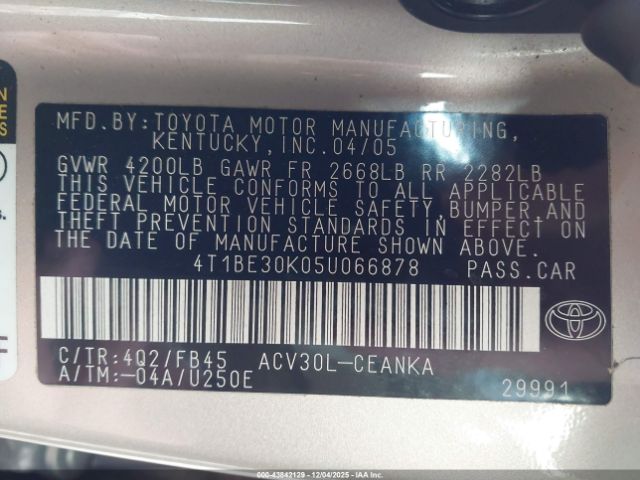 MFD.BY:TOYOTA MOTOR MANUFACTURING,
KENTUCKY, INC.04/05
GVWR 4200LB GAWR FR 2668LB RR 2282LB
THIS VEHICLE CONFORMS TO ALL APPLICABLE
FEDERAL MOTOR VEHICLE SAFETY,BUMPER,AND
THEFT PREVENTION STANDARDS IN EFFECT ON
THE DATE OF MANUFACTURE SHOWN ABOVE.
4T1BE30K05U066878 PASS.CAR
C/TR:4Q2/FB45 ACV30L-CEANKA
A/TM:-04A/U250E 29991
TOYOTA
000-43842129 - 12/04/2025 - IAAI.CA